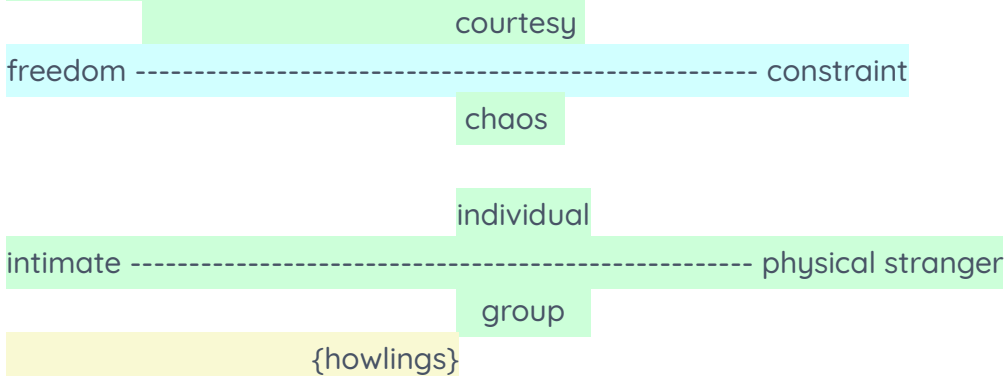 courtesy
freedom ----------------------------------------------------- constraint
chaos
individual
intimate ----------------------------------------------------- physical stranger
group
{howlings}